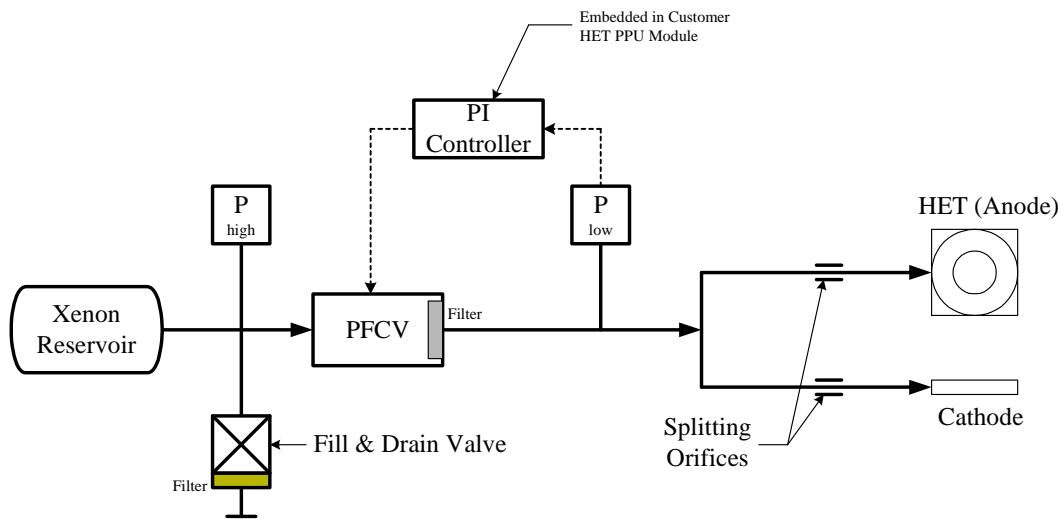 Embedded in Customer
HET PPU Module
PI
Controller
P
high
P
low
HET (Anode)
Xenon
Reservoir
PFCV
Filter
Fill & Drain Valve
Filter
Splitting
Orifices
Cathode